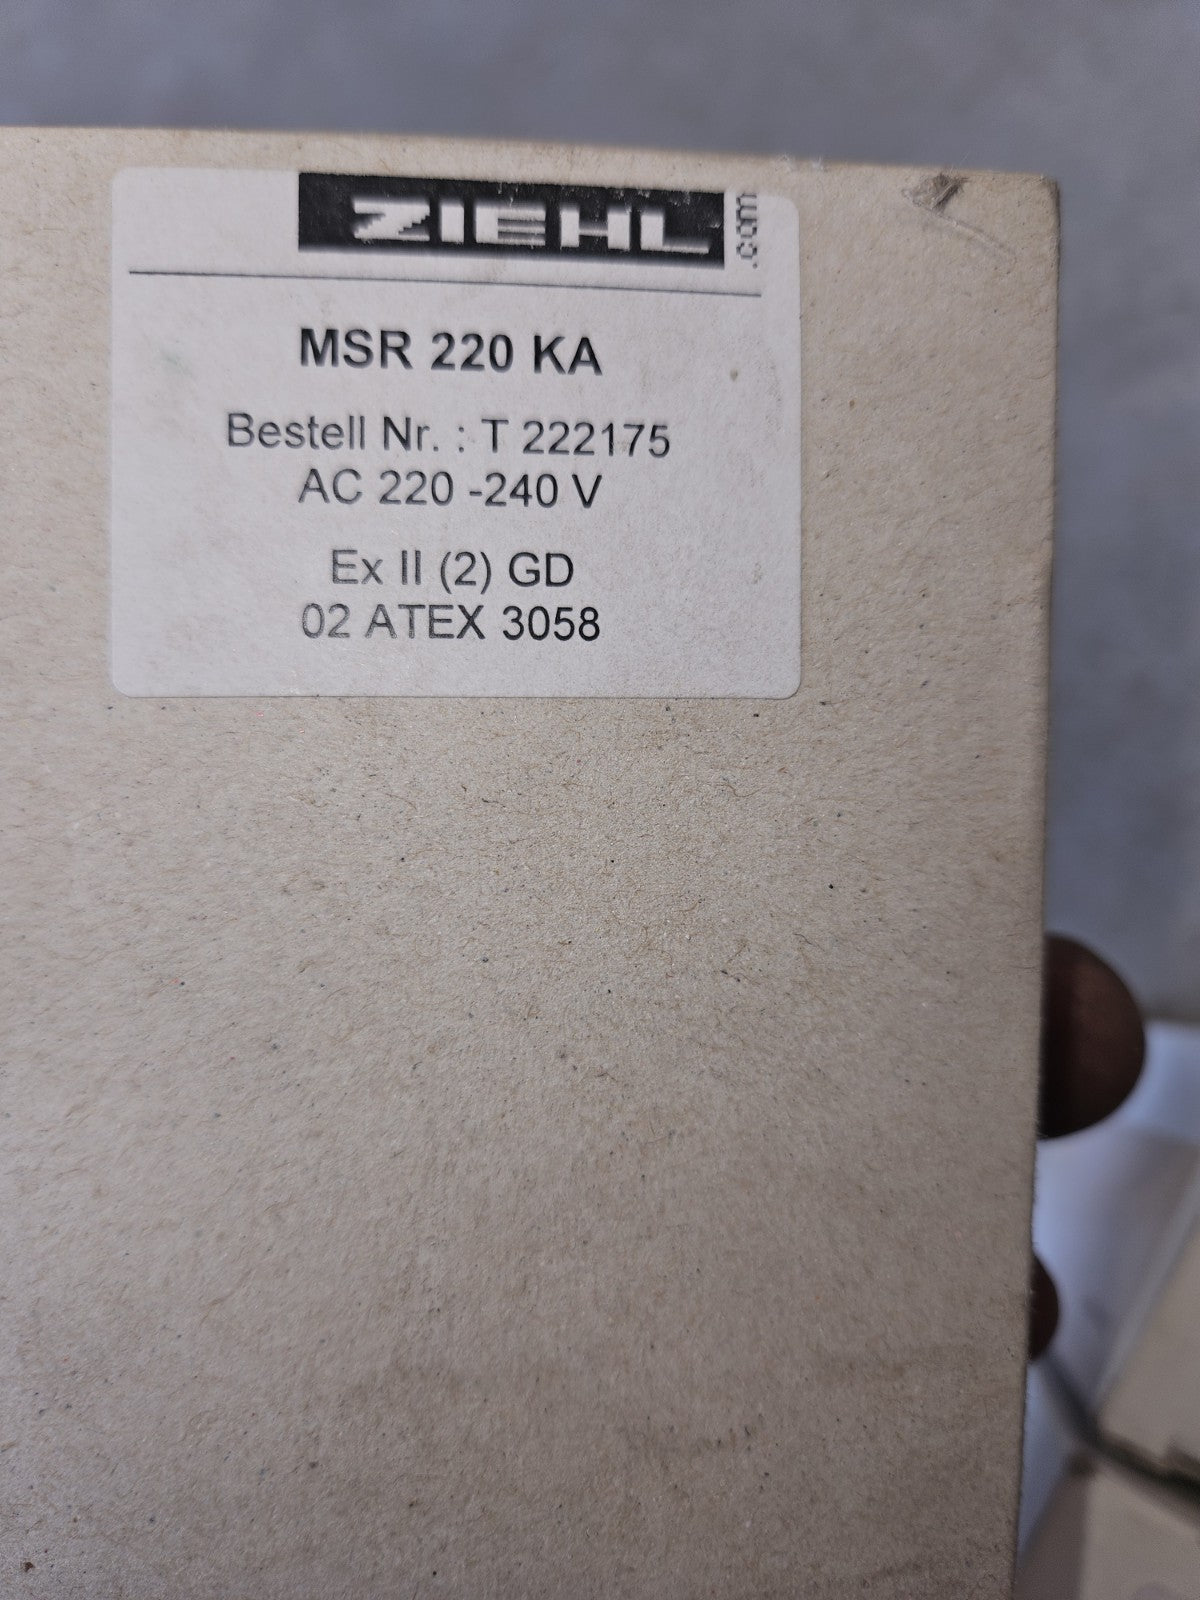 ZIEHL .com
MSR 220 KA
Bestell Nr. : T 222175
AC 220 -240 V
Ex II (2) GD
02 ATEX 3058